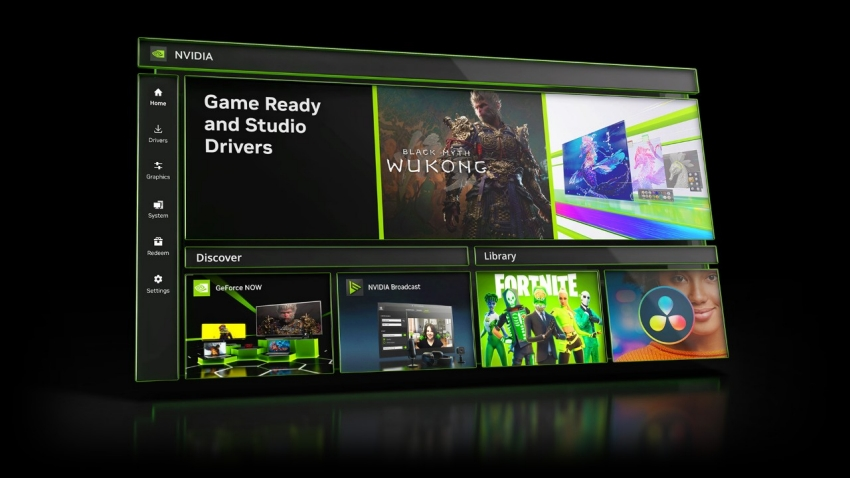 NVIDIA
Home
Drivers
Graphics
System
Redeem
Settings
Game Ready
and Studio
Drivers
BLACK MYTH
WUKONG
Discover
Library
GeForce NOW
NVIDIA Broadcast
FORTNITE